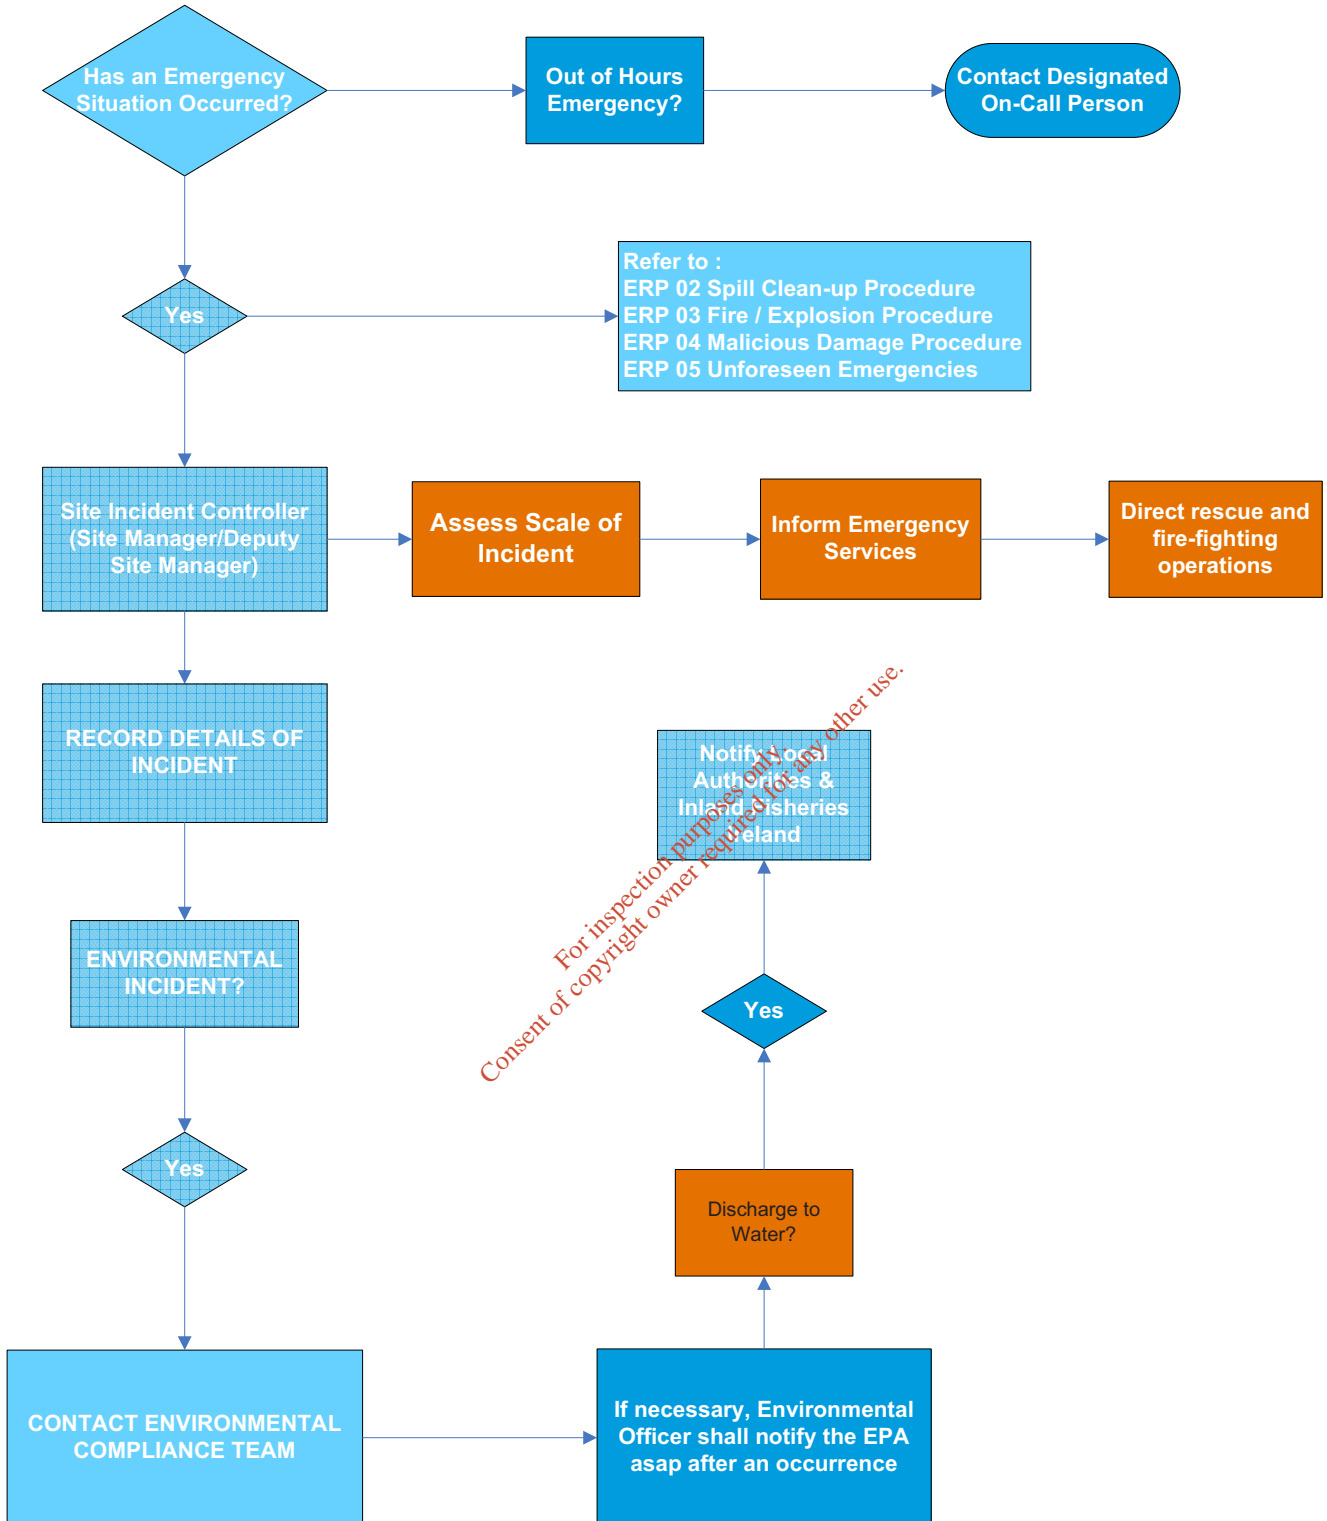 Has an Emergency
Situation Occurred?
Out of Hours
Emergency?
Contact Designated
On-Call Person
Yes
Refer to :
ERP 02 Spill Clean-up Procedure
ERP 03 Fire / Explosion Procedure
ERP 04 Malicious Damage Procedure
ERP 05 Unforeseen Emergencies
Site Incident Controller
(Site Manager/Deputy
Site Manager)
Assess Scale of
Incident
Inform Emergency
Services
Direct rescue and
fire-fighting
operations
RECORD DETAILS OF
INCIDENT
Notify Local
Authorities &
Inland Fisheries
Ireland
For inspection purposes only.
Consent of copyright owner required for any other use.
ENVIRONMENTAL
INCIDENT?
Yes
Yes
Discharge to
Water?
CONTACT ENVIRONMENTAL
COMPLIANCE TEAM
If necessary, Environmental
Officer shall notify the EPA
asap after an occurrence